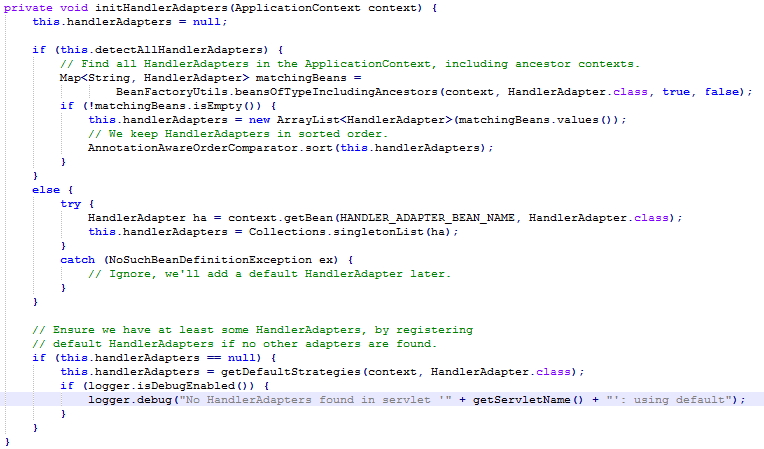 private void initHandlerAdapters(ApplicationContext context) {
    this.handlerAdapters = null;

    if (this.detectAllHandlerAdapters) {
        // Find all HandlerAdapters in the ApplicationContext, including ancestor contexts.
        Map<String, HandlerAdapter> matchingBeans =
                BeanFactoryUtils.beansOfTypeIncludingAncestors(context, HandlerAdapter.class, true, false);
        if (!matchingBeans.isEmpty()) {
            this.handlerAdapters = new ArrayList<HandlerAdapter>(matchingBeans.values());
            // We keep HandlerAdapters in sorted order.
            AnnotationAwareOrderComparator.sort(this.handlerAdapters);
        }
    }
    else {
        try {
            HandlerAdapter ha = context.getBean(HANDLER_ADAPTER_BEAN_NAME, HandlerAdapter.class);
            this.handlerAdapters = Collections.singletonList(ha);
        }
        catch (NoSuchBeanDefinitionException ex) {
            // Ignore, we'll add a default HandlerAdapter later.
        }
    }

    // Ensure we have at least some HandlerAdapters, by registering
    // default HandlerAdapters if no other adapters are found.
    if (this.handlerAdapters == null) {
        this.handlerAdapters = getDefaultStrategies(context, HandlerAdapter.class);
        if (logger.isDebugEnabled()) {
            logger.debug("No HandlerAdapters found in servlet '" + getServletName() + "': using default");
        }
    }
}